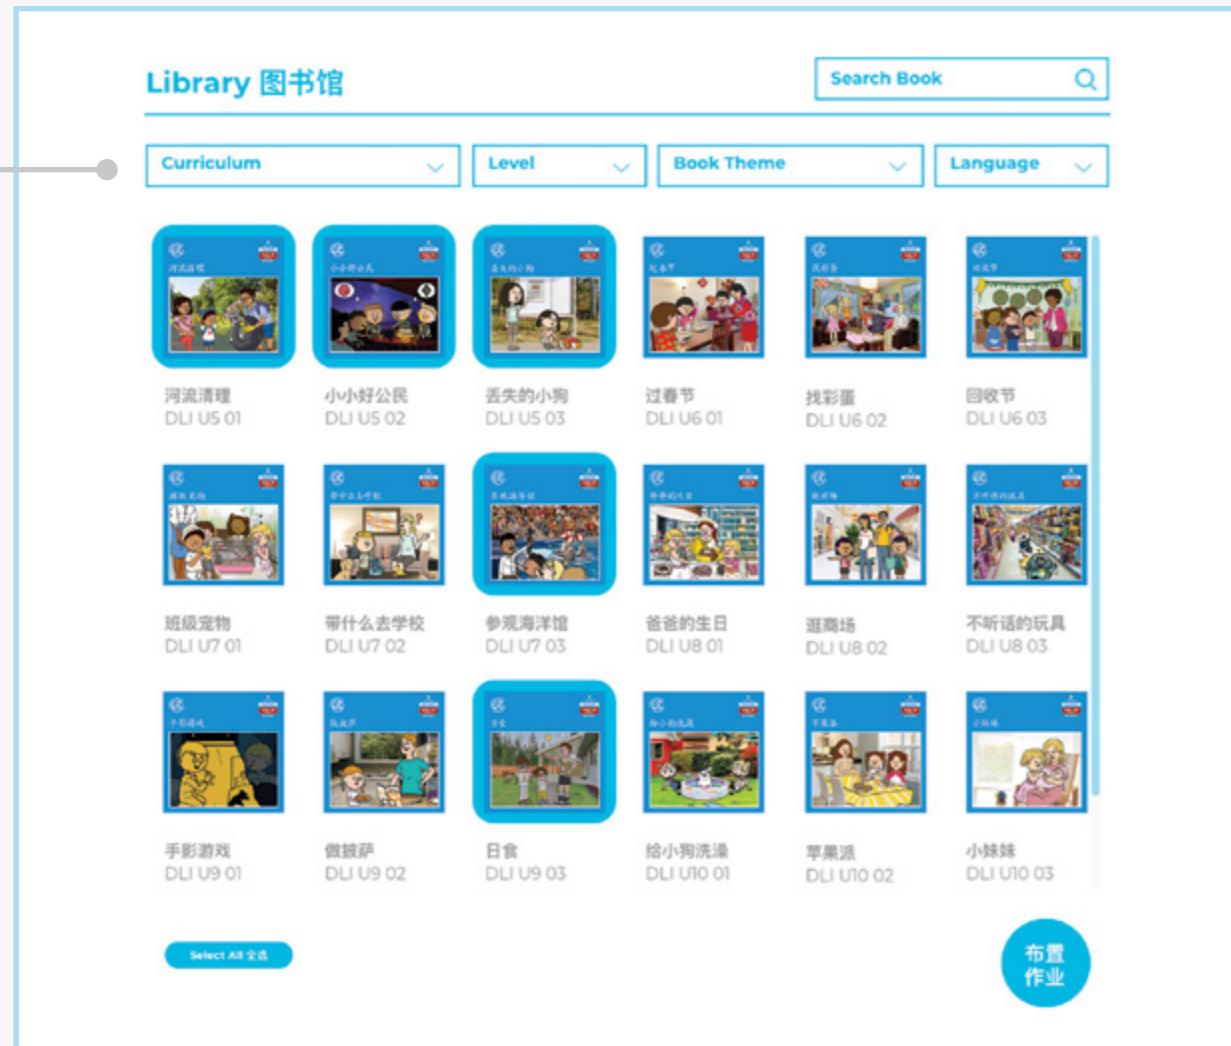 Library 图书馆
Search Book
Curriculum
Level
Book Theme
Language
河流清理
DLI U5 01
小小好公民
DLI U5 02
丢失的小狗
DLI U5 03
过春节
DLI U6 01
找彩蛋
DLI U6 02
回收节
DLI U6 03
班级宠物
DLI U7 01
带什么去学校
DLI U7 02
参观海洋馆
DLI U7 03
爸爸的生日
DLI U8 01
逛商场
DLI U8 02
不听话的玩具
DLI U8 03
手影游戏
DLI U9 01
做披萨
DLI U9 02
日食
DLI U9 03
给小狗洗澡
DLI U10 01
苹果派
DLI U10 02
小妹妹
DLI U10 03
Select All 全选
布置
作业